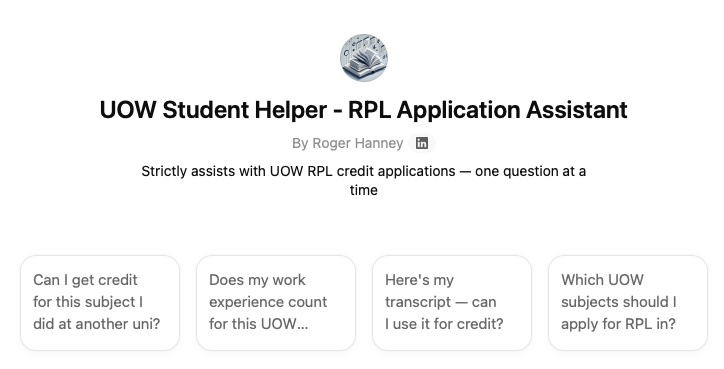 UOW Student Helper - RPL Application Assistant
By Roger Hanney in
Strictly assists with UOW RPL credit applications — one question at a
time
Can I get credit
for this subject I
did at another uni?
Does my work
experience count
for this UOW...
Here's my
transcript — can
I use it for credit?
Which UOW
subjects should I
apply for RPL in?